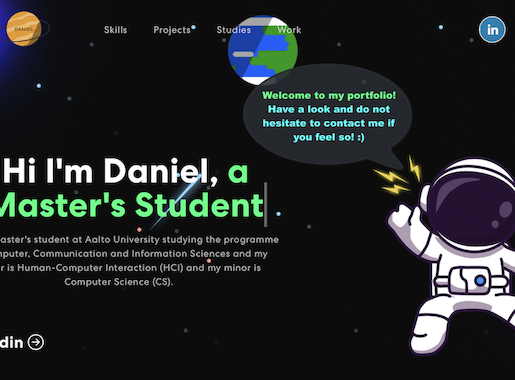 DANIEL
Skills Projects Studies Work
in
Welcome to my portfolio!
Have a look and do not
hesitate to contact me if
you feel so! :)
Hi I'm Daniel, a
Master's Student
aster's student at Aalto University studying the programme
mputer, Communication and Information Sciences and my
r is Human-Computer Interaction (HCI) and my minor is
Computer Science (CS).
din